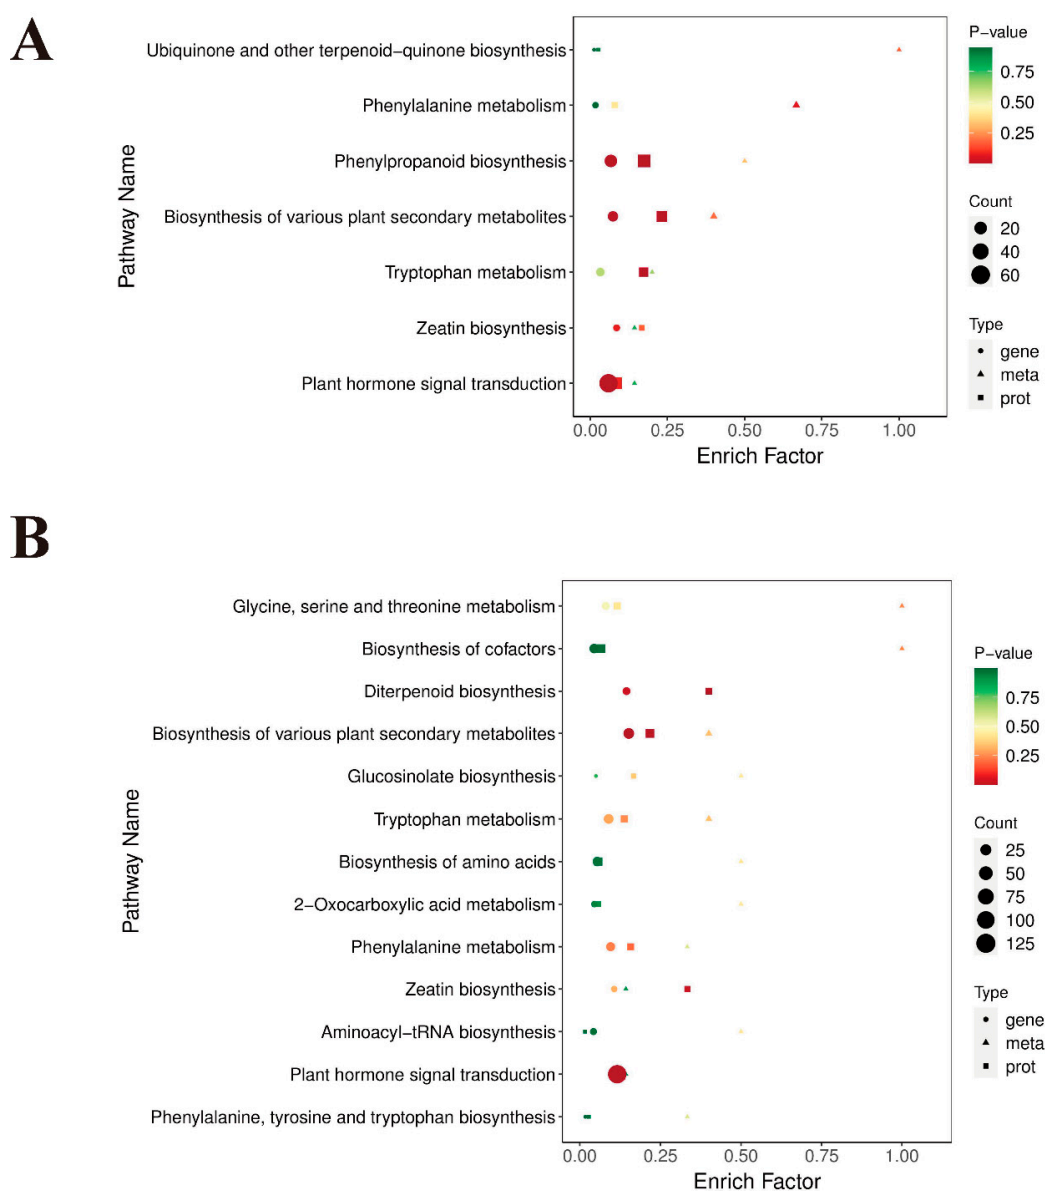 A
Ubiquinone and other terpenoid−quinone biosynthesis
Phenylalanine metabolism
Phenylpropanoid biosynthesis
Biosynthesis of various plant secondary metabolites
Tryptophan metabolism
Zeatin biosynthesis
Plant hormone signal transduction
Pathway Name
0.00 0.25 0.50 0.75 1.00
Enrich Factor
P−value
0.75
0.50
0.25
Count
20
40
60
Type
gene
meta
prot
B
Glycine, serine and threonine metabolism
Biosynthesis of cofactors
Diterpenoid biosynthesis
Biosynthesis of various plant secondary metabolites
Glucosinolate biosynthesis
Tryptophan metabolism
Biosynthesis of amino acids
2−Oxocarboxylic acid metabolism
Phenylalanine metabolism
Zeatin biosynthesis
Aminoacyl−tRNA biosynthesis
Plant hormone signal transduction
Phenylalanine, tyrosine and tryptophan biosynthesis
Pathway Name
0.00 0.25 0.50 0.75 1.00
Enrich Factor
P−value
0.75
0.50
0.25
Count
25
50
75
100
125
Type
gene
meta
prot